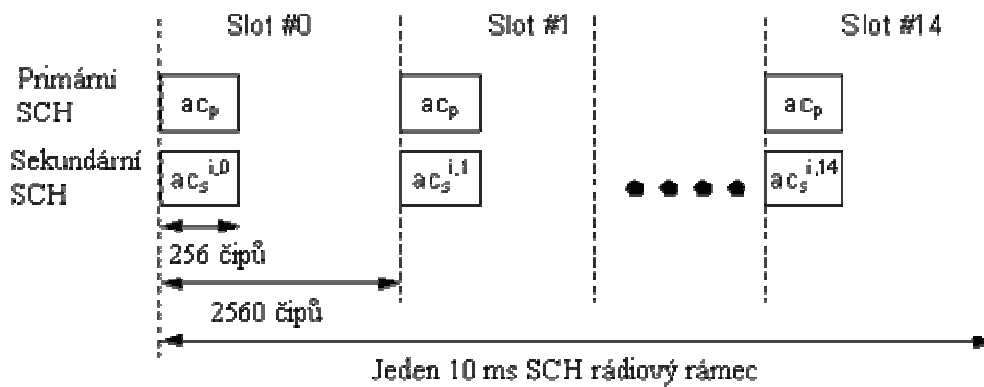 Slot #0 Slot #1 Slot #14
Primární
SCH
ac_p ac_p ac_p
Sekundární
SCH
ac_s^i,0 ac_s^i,1 ac_s^i,14
256 čipů
2560 čipů
Jeden 10 ms SCH rádiový rámec